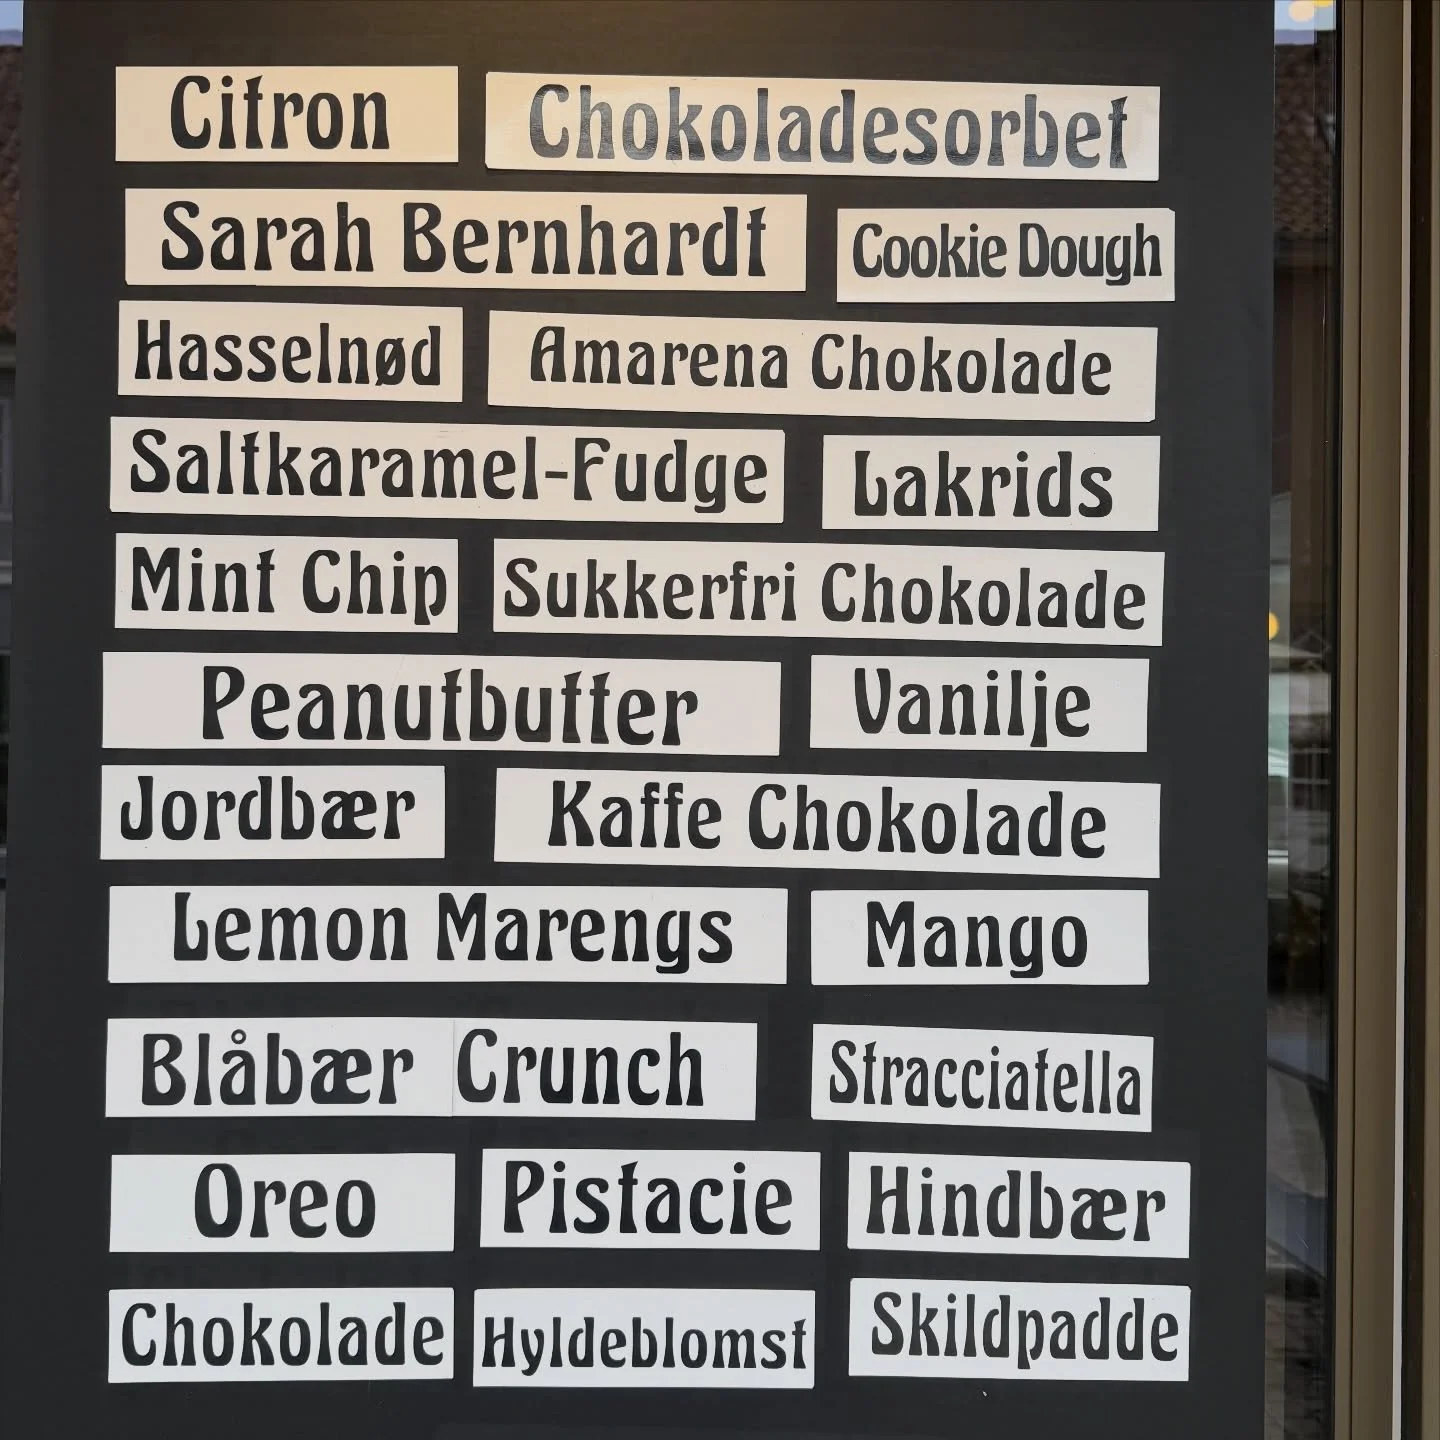 Citron Chokoladesorbet
Sarah Bernhardt Cookie Dough
Hasselnød Amarena Chokolade
Saltkaramel-Fudge Lakrids
Mint Chip Sukkerfri Chokolade
Peanutbutter Vanilje
Jordbær Kaffe Chokolade
Lemon Marengs Mango
Blåbær Crunch Stracciatella
Oreo Pistacie Hindbær
Chokolade Hyldeblomst Skildpadde